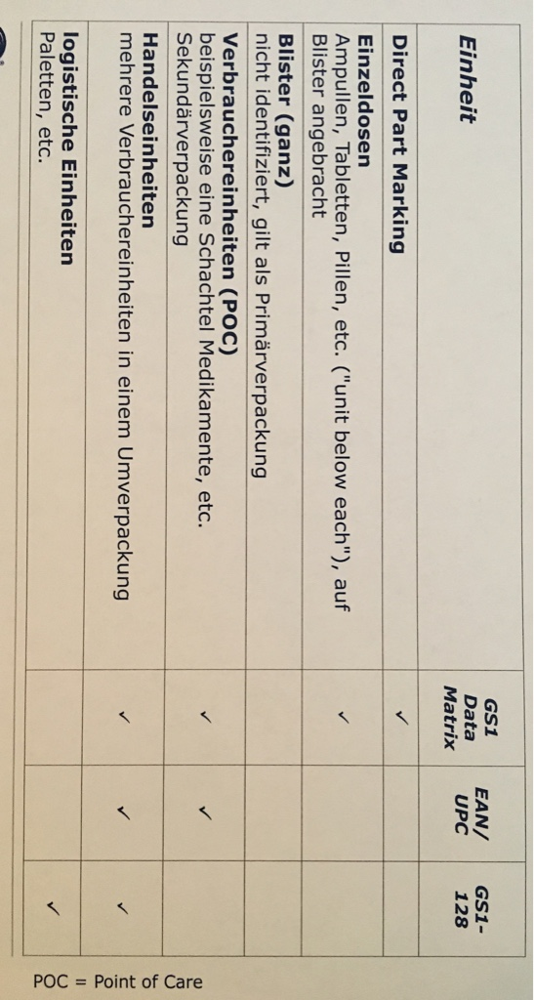 Einheit
GS1
Data
Matrix
EAN/
UPC
GS1-
128
Direct Part Marking
✓
Einzeldosen
Ampullen, Tabletten, Pillen, etc. ("unit below each"), auf
Blister angebracht
✓
Blister (ganz)
nicht identifiziert, gilt als Primärverpackung
Verbrauchereinheiten (POC)
beispielsweise eine Schachtel Medikamente, etc.
Sekundärverpackung
✓ ✓
Handelseinheiten
mehrere Verbrauchereinheiten in einem Umverpackung
✓ ✓ ✓
logistische Einheiten
Paletten, etc.
✓
POC = Point of Care